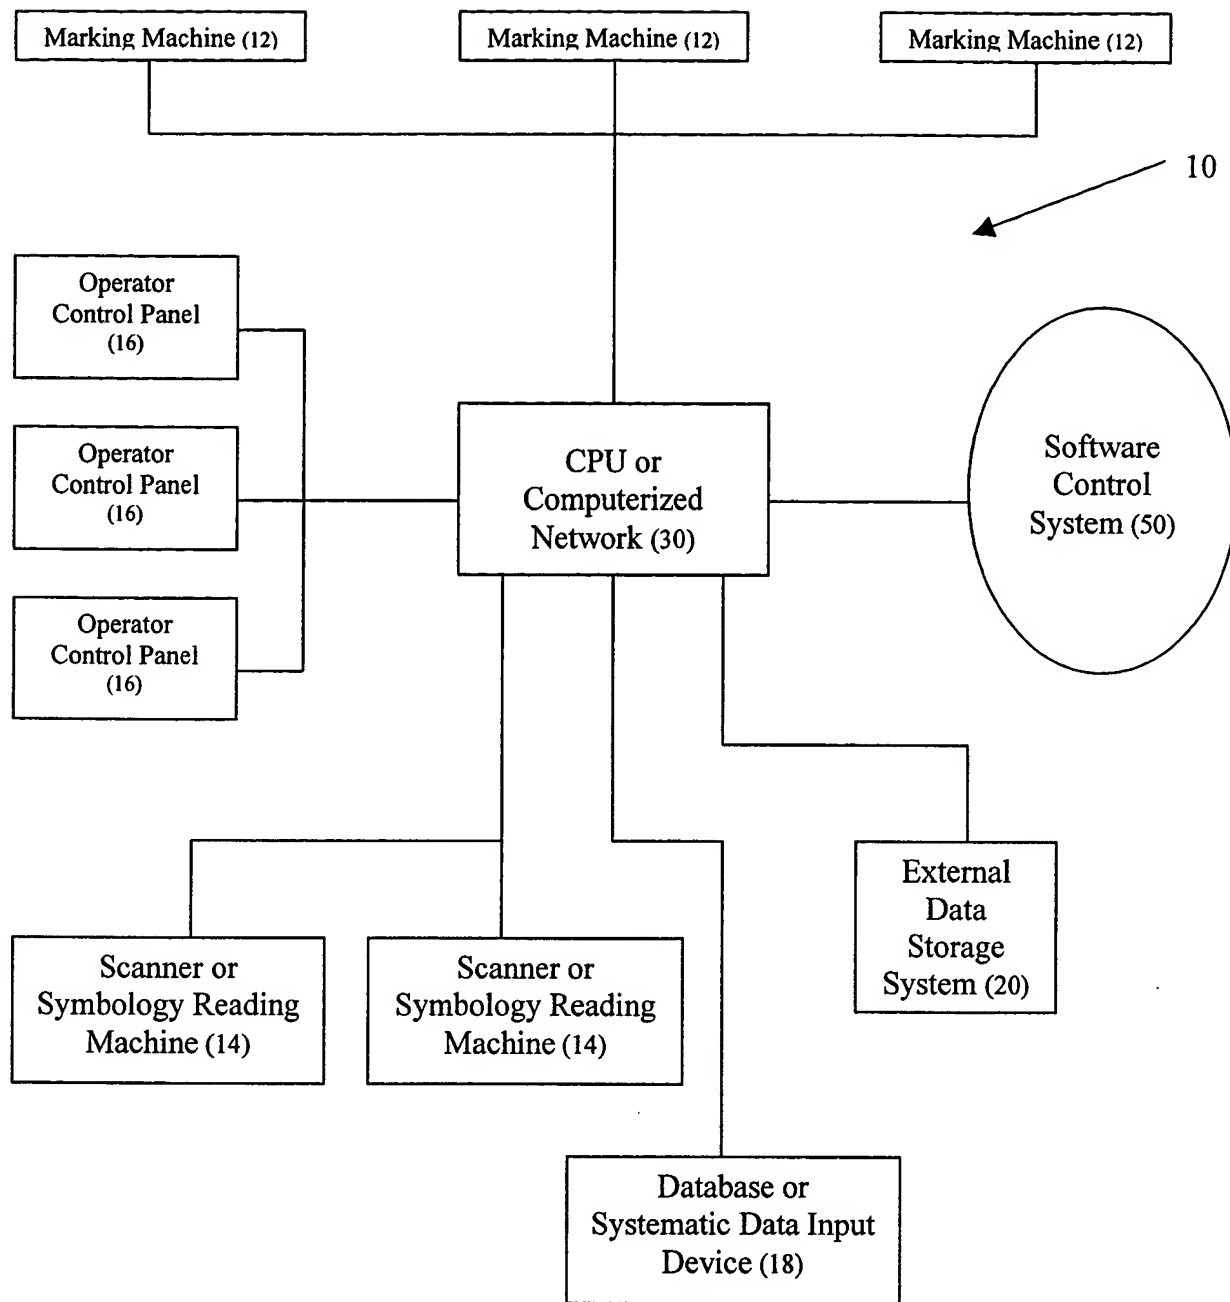 Marking Machine (12)
Marking Machine (12)
Marking Machine (12)
10
Operator
Control Panel
(16)
Operator
Control Panel
(16)
Operator
Control Panel
(16)
CPU or
Computerized
Network (30)
Software
Control
System (50)
External
Data
Storage
System (20)
Scanner or
Symbology Reading
Machine (14)
Scanner or
Symbology Reading
Machine (14)
Database or
Systematic Data Input
Device (18)